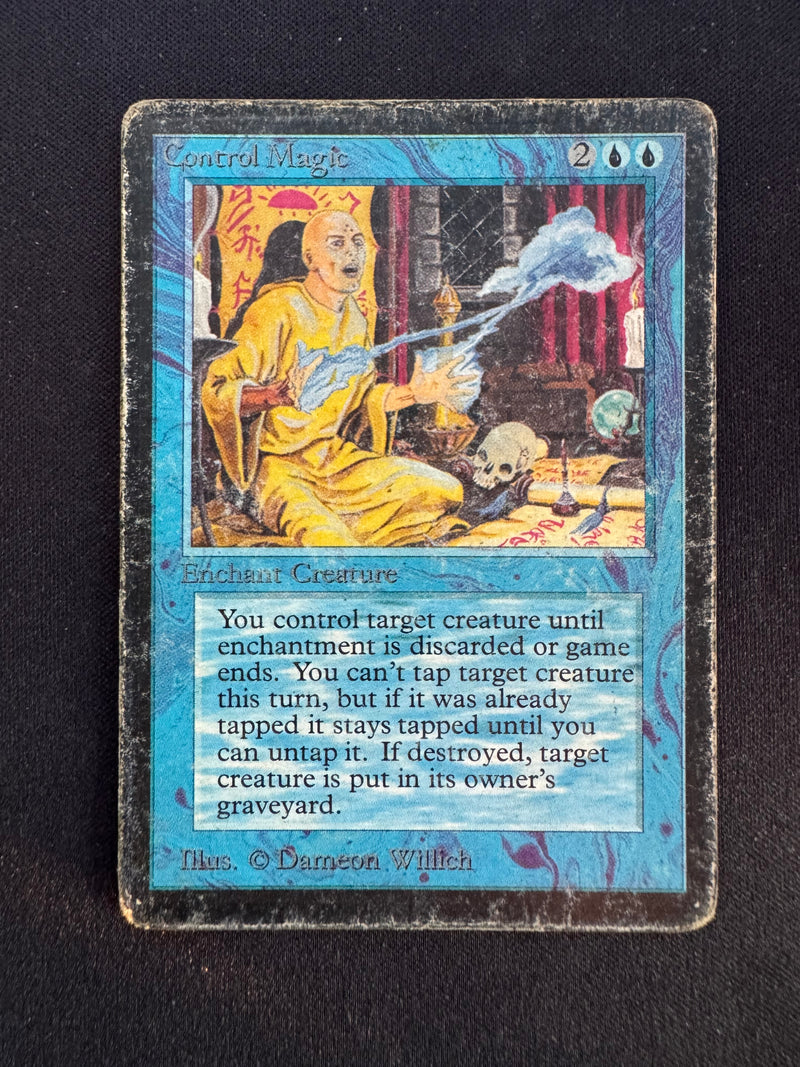 Control Magic 2
Enchant Creature
You control target creature until
enchantment is discarded or game
ends. You can't tap target creature
this turn, but if it was already
tapped it stays tapped until you
can untap it. If destroyed, target
creature is put in its owner's
graveyard.
Illus. © Dameon Willich